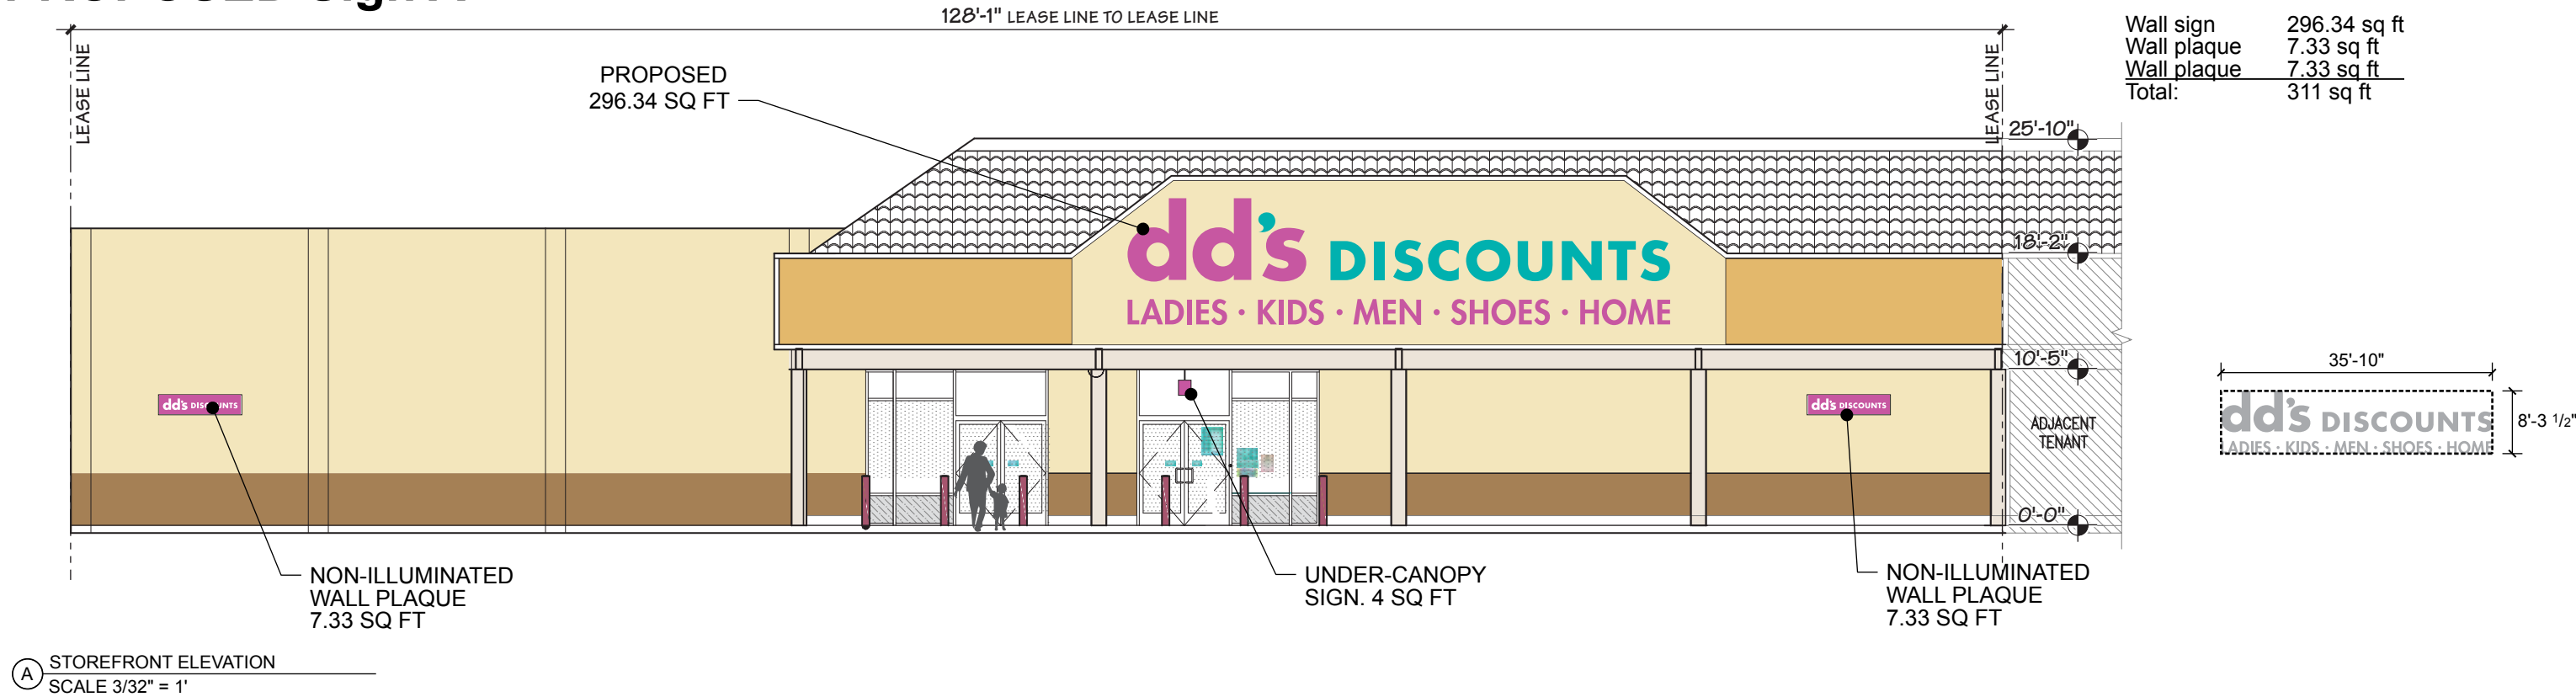 128'-1" LEASE LINE TO LEASE LINE
Wall sign 296.34 sq ft
Wall plaque 7.33 sq ft
Wall plaque 7.33 sq ft
Total: 311 sq ft
LEASE LINE
LEASE LINE
PROPOSED
296.34 SQ FT
25'-10"
18'-2"
10'-5"
0'-0"
dd's DISCOUNTS
LADIES · KIDS · MEN · SHOES · HOME
dd's DISCOUNTS
dd's DISCOUNTS
ADJACENT
TENANT
35'-10"
8'-3 1/2"
dd's DISCOUNTS
LADIES · KIDS · MEN · SHOES · HOME
NON-ILLUMINATED
WALL PLAQUE
7.33 SQ FT
UNDER-CANOPY
SIGN. 4 SQ FT
NON-ILLUMINATED
WALL PLAQUE
7.33 SQ FT
A STOREFRONT ELEVATION
SCALE 3/32" = 1'